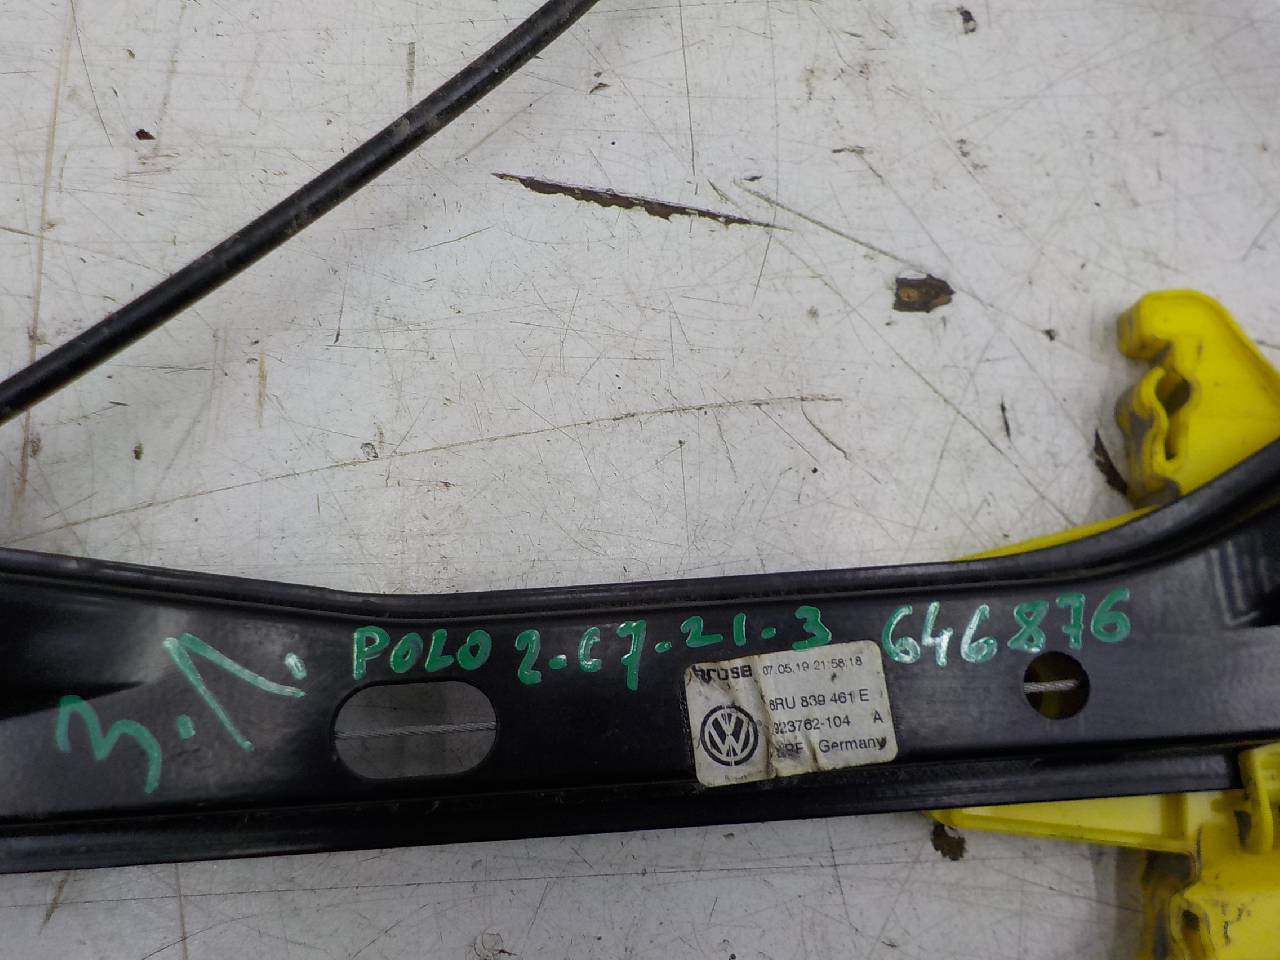 З.Л.
POLO 2-C7-21-3 646876
brose 07.05.19 21:58:18
6RU 839 461 E
923762-104 A
Germany